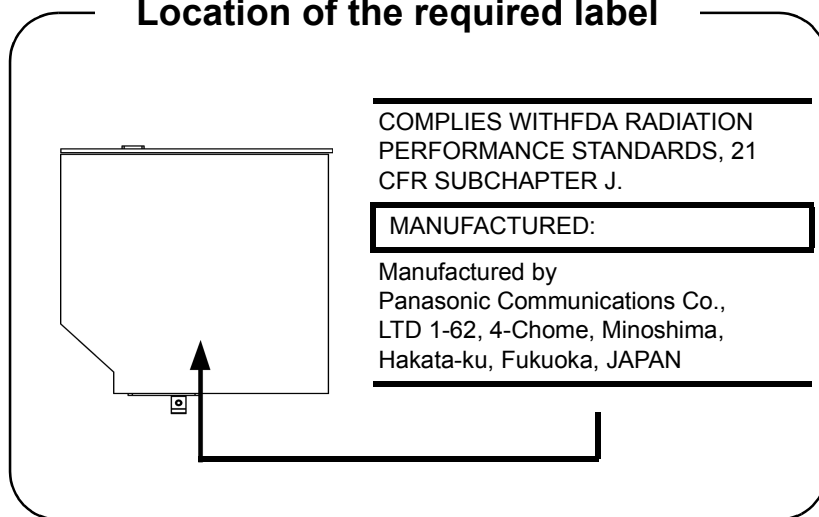 Location of the required label
COMPLIES WITHFDA RADIATION
PERFORMANCE STANDARDS, 21
CFR SUBCHAPTER J.
MANUFACTURED:
Manufactured by
Panasonic Communications Co.,
LTD 1-62, 4-Chome, Minoshima,
Hakata-ku, Fukuoka, JAPAN